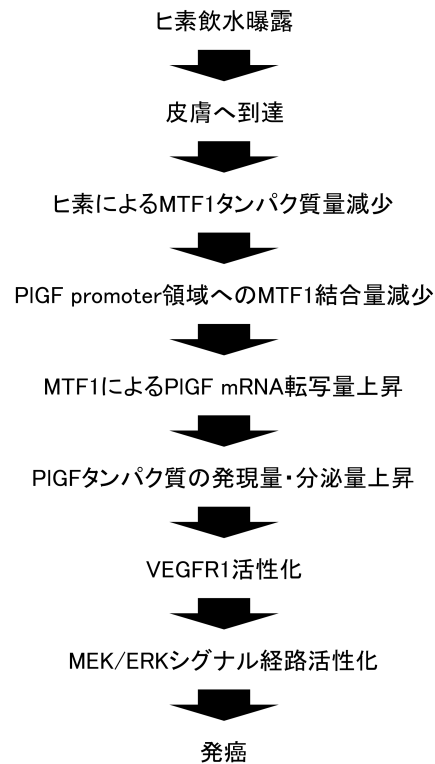 ヒ素飲水曝露
皮膚へ到達
ヒ素によるMTF1タンパク質量減少
PlGF promoter領域へのMTF1結合量減少
MTF1によるPlGF mRNA転写量上昇
PlGFタンパク質の発現量・分泌量上昇
VEGFR1活性化
MEK/ERKシグナル経路活性化
発癌